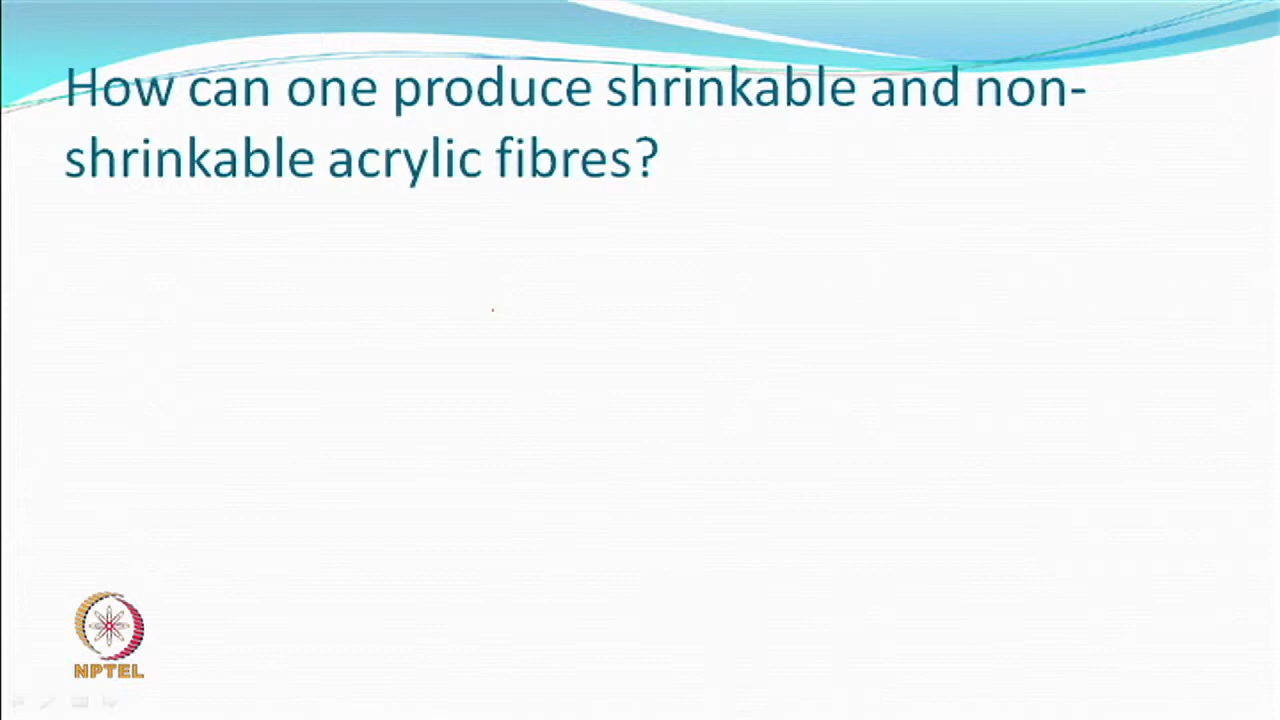 How can one produce shrinkable and non-
shrinkable acrylic fibres?
NPTEL